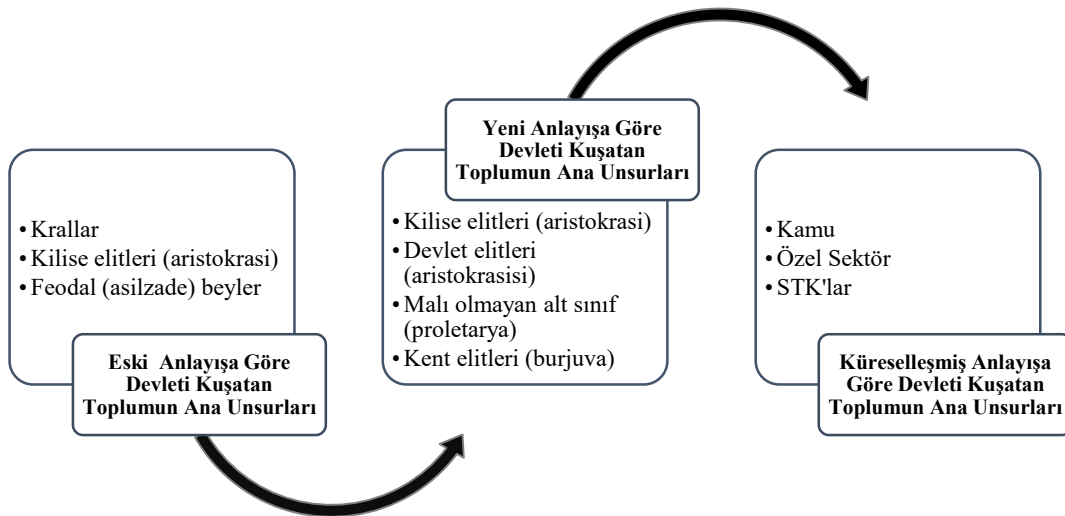 • Krallar
• Kilise elitleri (aristokrasi)
• Feodal (asilzade) beyler
Eski Anlayışa Göre
Devleti Kuşatan
Toplumun Ana Unsurları
Yeni Anlayışa Göre
Devleti Kuşatan
Toplumun Ana Unsurları
• Kilise elitleri (aristokrasi)
• Devlet elitleri
(aristokrasisi)
• Malı olmayan alt sınıf
(proletarya)
• Kent elitleri (burjuva)
• Kamu
• Özel Sektör
• STK'lar
Küreselleşmiş Anlayışa
Göre Devleti Kuşatan
Toplumun Ana Unsurları